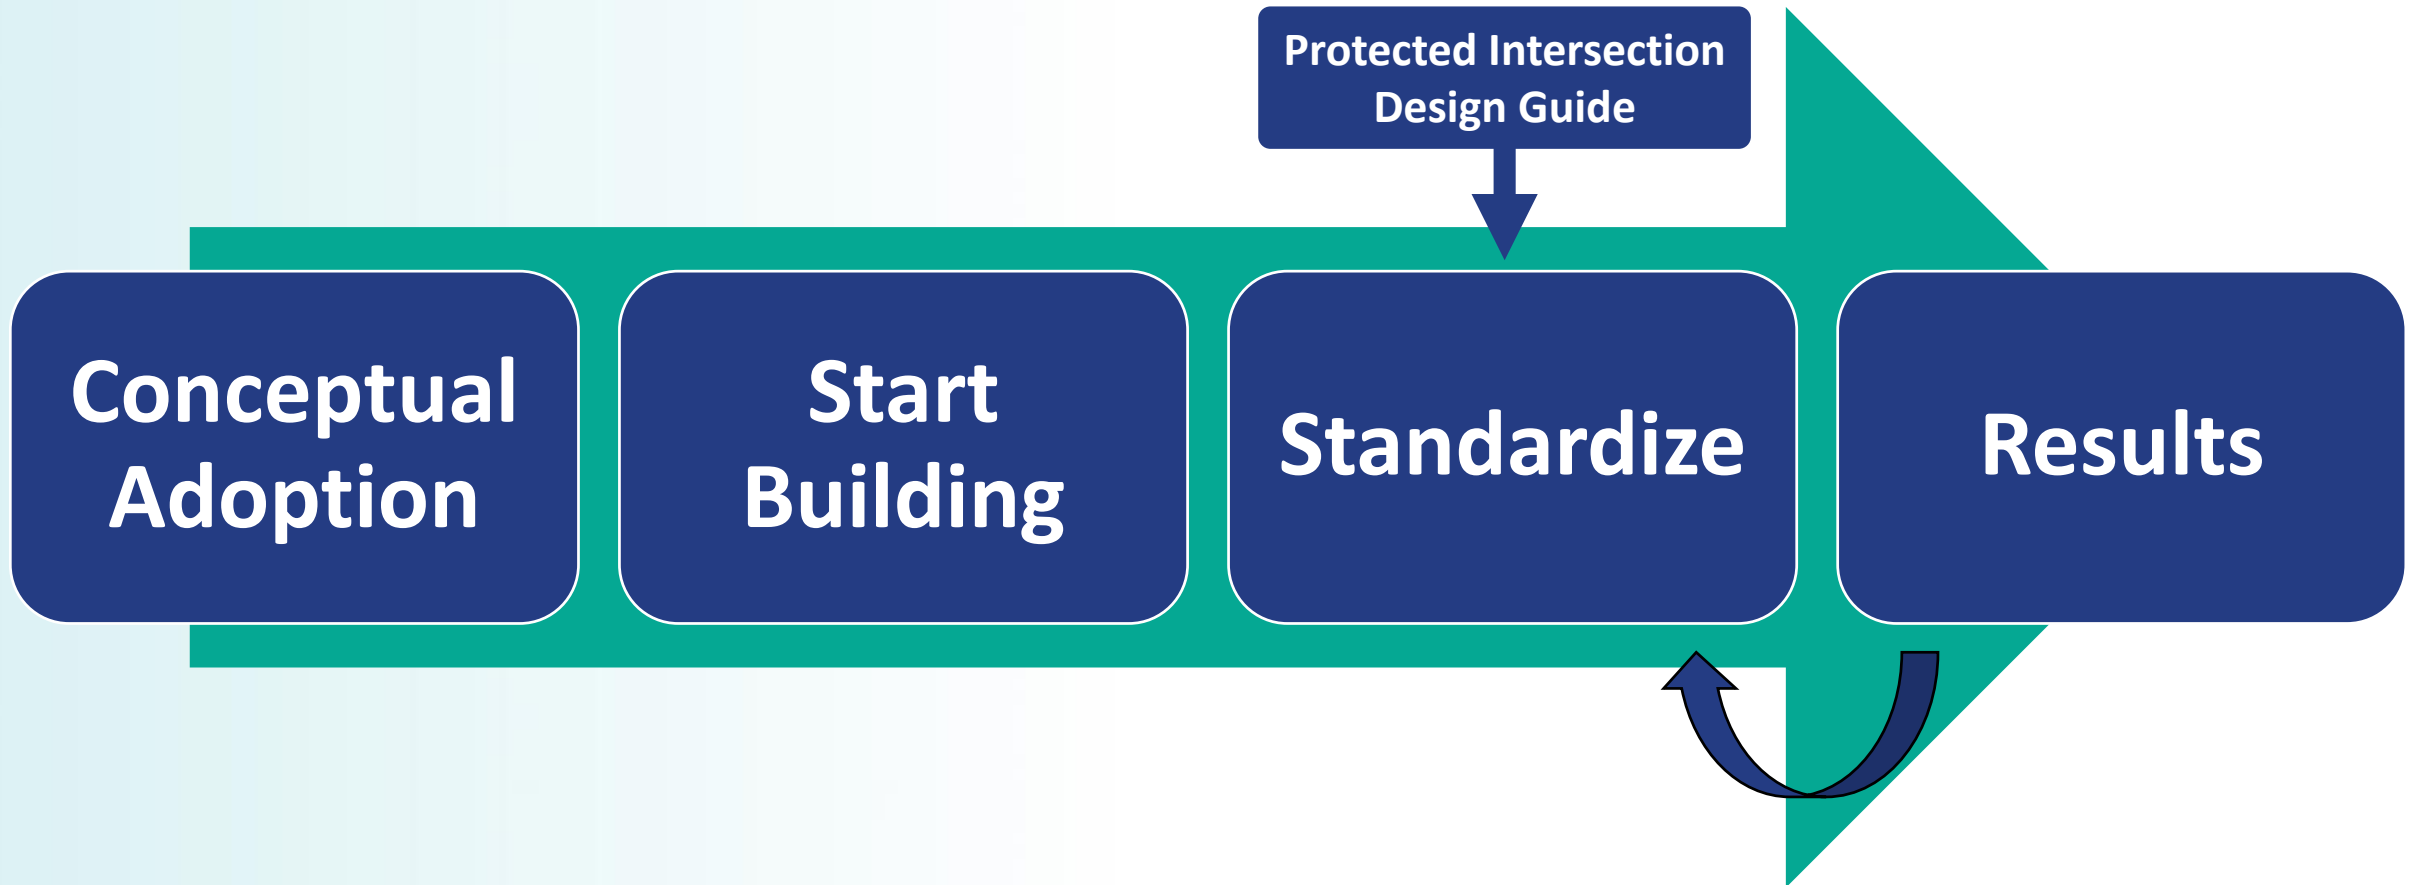 Protected Intersection
Design Guide
Conceptual
Adoption
Start
Building
Standardize
Results